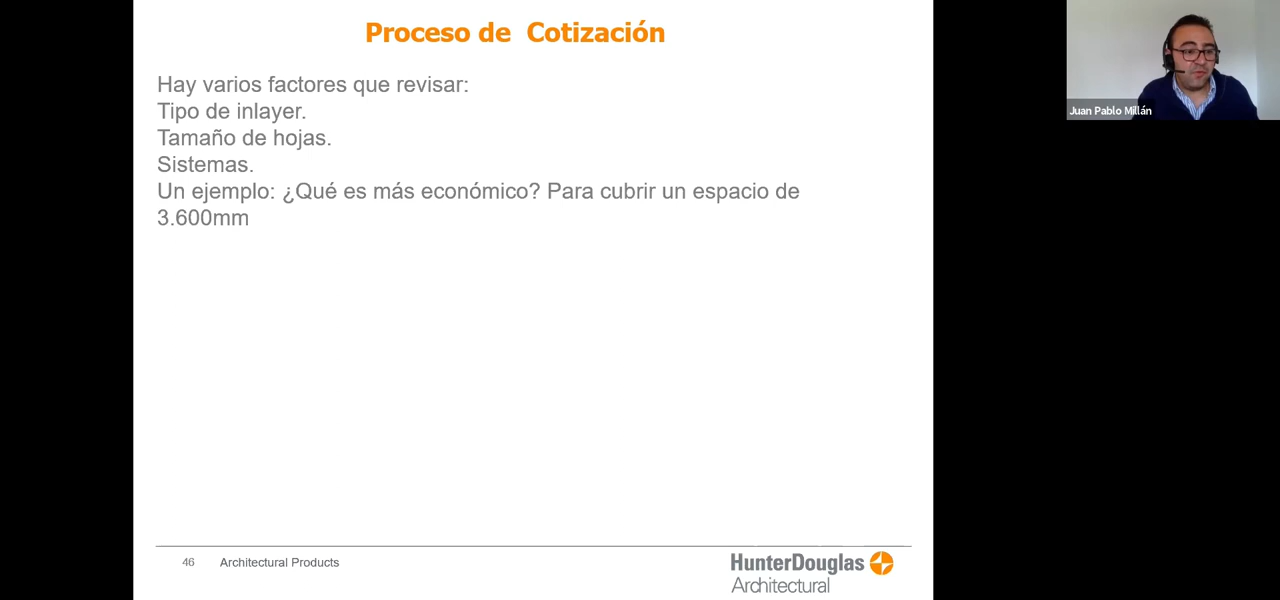 Proceso de  Cotización
Hay varios factores que revisar:
Tipo de inlayer.
Tamaño de hojas.
Sistemas.
Un ejemplo: ¿Qué es más económico? Para cubrir un espacio de
3.600mm
46 Architectural Products
HunterDouglas
Architectural
Juan Pablo Millán